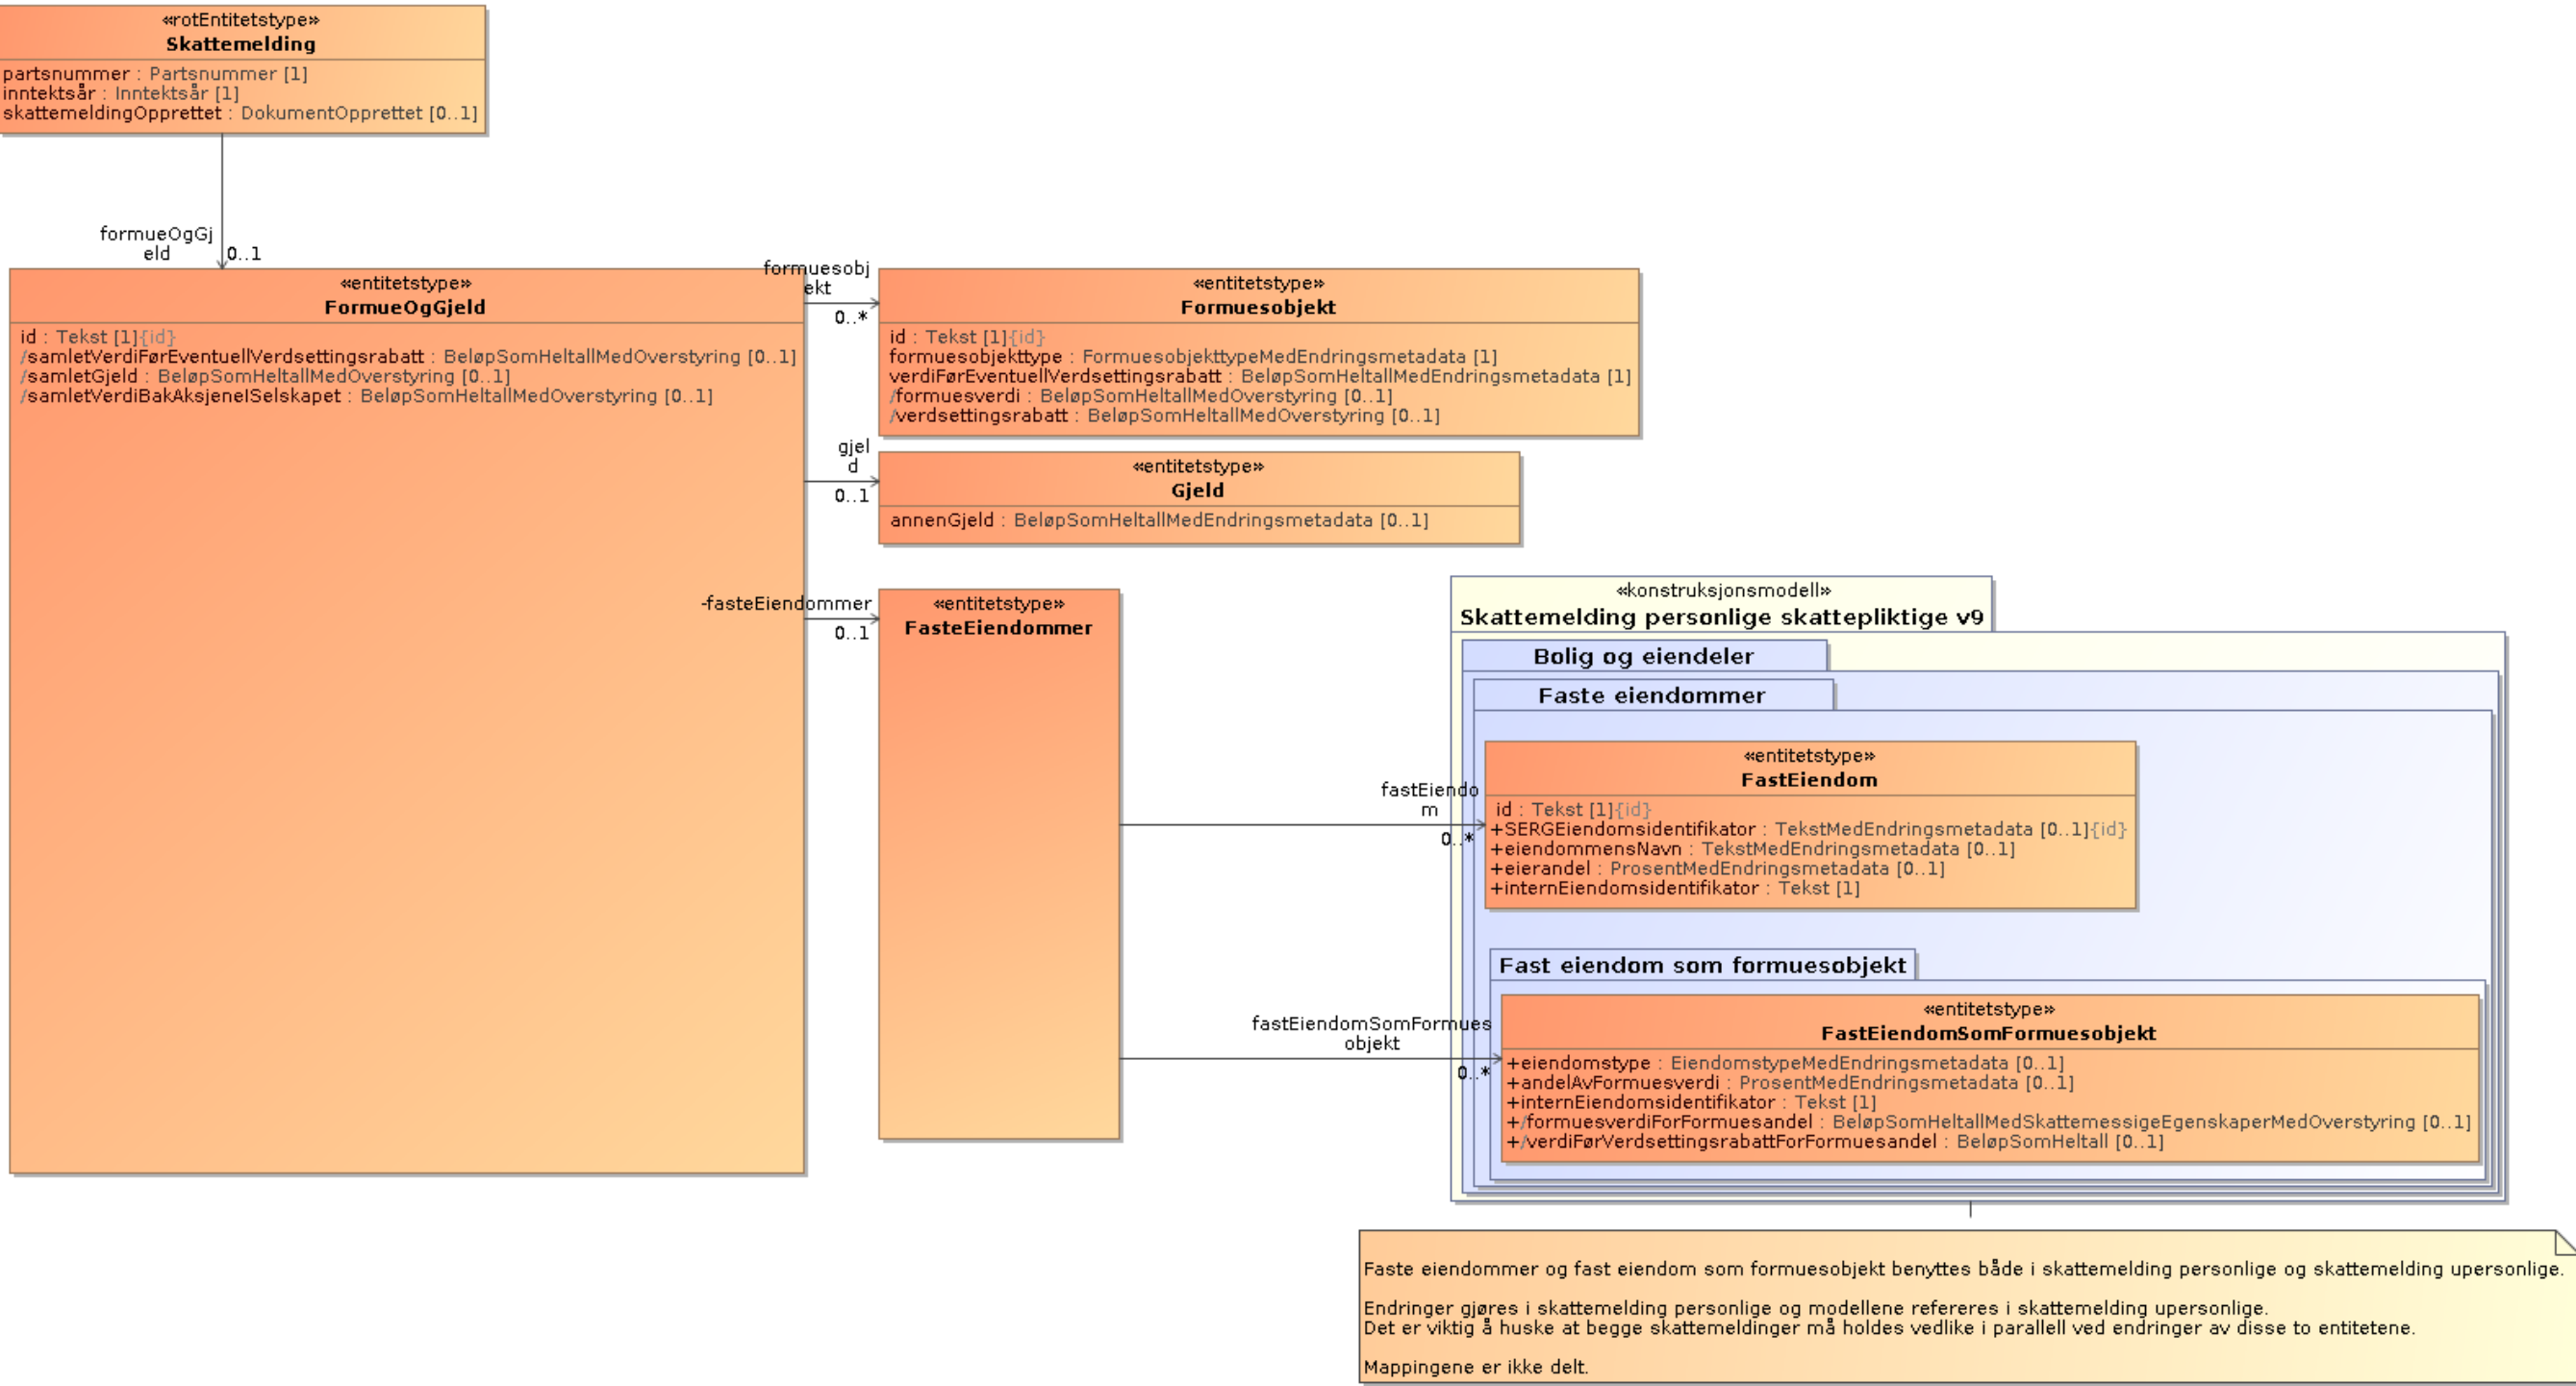 «rotEntitetstype»
Skattemelding
partsnummer : Partsnummer [1]
inntektsår : Inntektsår [1]
skattemeldingOpprettet : DokumentOpprettet [0..1]
formueOgGj
eld
0..1
«entitetstype»
FormueOgGjeld
id : Tekst [1]{id}
/samletVerdiFørEventuellVerdsettingsrabatt : BeløpSomHeltallMedOverstyring [0..1]
/samletGjeld : BeløpSomHeltallMedOverstyring [0..1]
/samletVerdiBakAksjeneISelskapet : BeløpSomHeltallMedOverstyring [0..1]
formuesobj
ekt
0..*
«entitetstype»
Formuesobjekt
id : Tekst [1]{id}
formuesobjekttype : FormuesobjekttypeMedEndringsmetadata [1]
verdiFørEventuellVerdsettingsrabatt : BeløpSomHeltallMedEndringsmetadata [1]
/formuesverdi : BeløpSomHeltallMedOverstyring [0..1]
/verdsettingsrabatt : BeløpSomHeltallMedOverstyring [0..1]
gjel
d
0..1
«entitetstype»
Gjeld
annenGjeld : BeløpSomHeltallMedEndringsmetadata [0..1]
-fasteEiendommer
0..1
«entitetstype»
FasteEiendommer
«konstruksjonsmodell»
Skattemelding personlige skattepliktige v9
Bolig og eiendeler
Faste eiendommer
fastEiendo
m
0..*
«entitetstype»
FastEiendom
id : Tekst [1]{id}
+SERGEiendomsidentifikator : TekstMedEndringsmetadata [0..1]{id}
+eiendommensNavn : TekstMedEndringsmetadata [0..1]
+eierandel : ProsentMedEndringsmetadata [0..1]
+internEiendomsidentifikator : Tekst [1]
Fast eiendom som formuesobjekt
fastEiendomSomFormues
objekt
0..*
«entitetstype»
FastEiendomSomFormuesobjekt
+eiendomstype : EiendomstypeMedEndringsmetadata [0..1]
+andelAvFormuesverdi : ProsentMedEndringsmetadata [0..1]
+internEiendomsidentifikator : Tekst [1]
+/formuesverdiForFormuesandel : BeløpSomHeltallMedSkattemessigeEgenskaperMedOverstyring [0..1]
+/verdiFørVerdsettingsrabattForFormuesandel : BeløpSomHeltall [0..1]
Faste eiendommer og fast eiendom som formuesobjekt benyttes både i skattemelding personlige og skattemelding upersonlige.
Endringer gjøres i skattemelding personlige og modellene refereres i skattemelding upersonlige.
Det er viktig å huske at begge skattemeldinger må holdes vedlike i parallell ved endringer av disse to entitetene.
Mappingene er ikke delt.